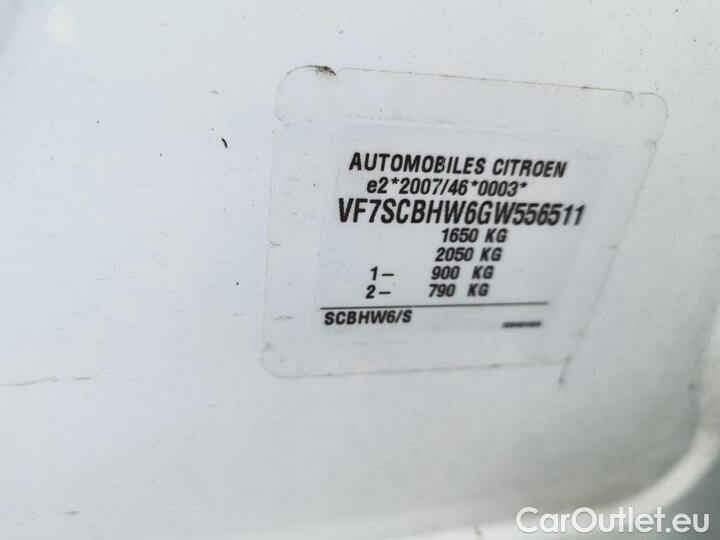 AUTOMOBILES CITROEN
e2*2007/46*0003*
VF7SCBHW6GW556511
1650 KG
2050 KG
1– 900 KG
2– 790 KG
SCBHW6/S
CarOutlet.eu